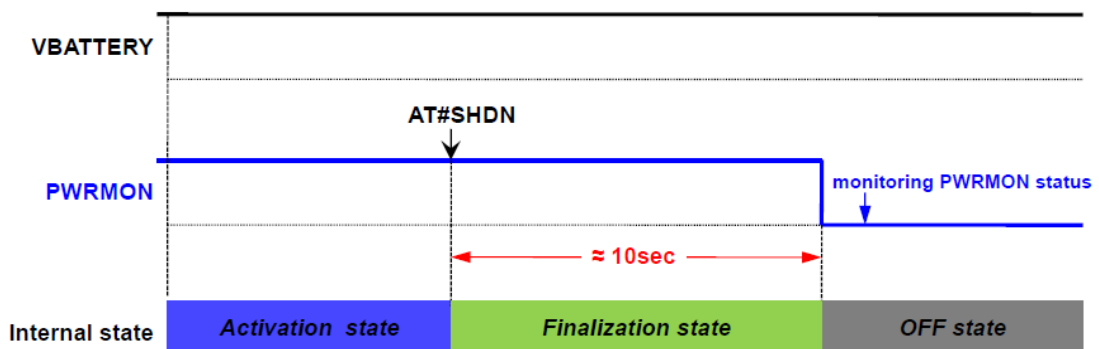 VBATTERY
AT#SHDN
PWRMON
monitoring PWRMON status
≈ 10sec
Internal state
Activation state
Finalization state
OFF state